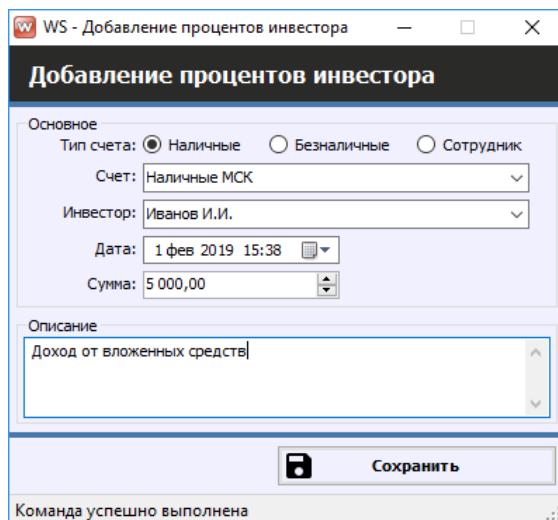 WS - Добавление процентов инвестора
Добавление процентов инвестора
Основное
Тип счета: Наличные Безналичные Сотрудник
Счет: Наличные МСК
Инвестор: Иванов И.И.
Дата: 1 фев 2019 15:38
Сумма: 5 000,00
Описание
Доход от вложенных средств
Сохранить
Команда успешно выполнена